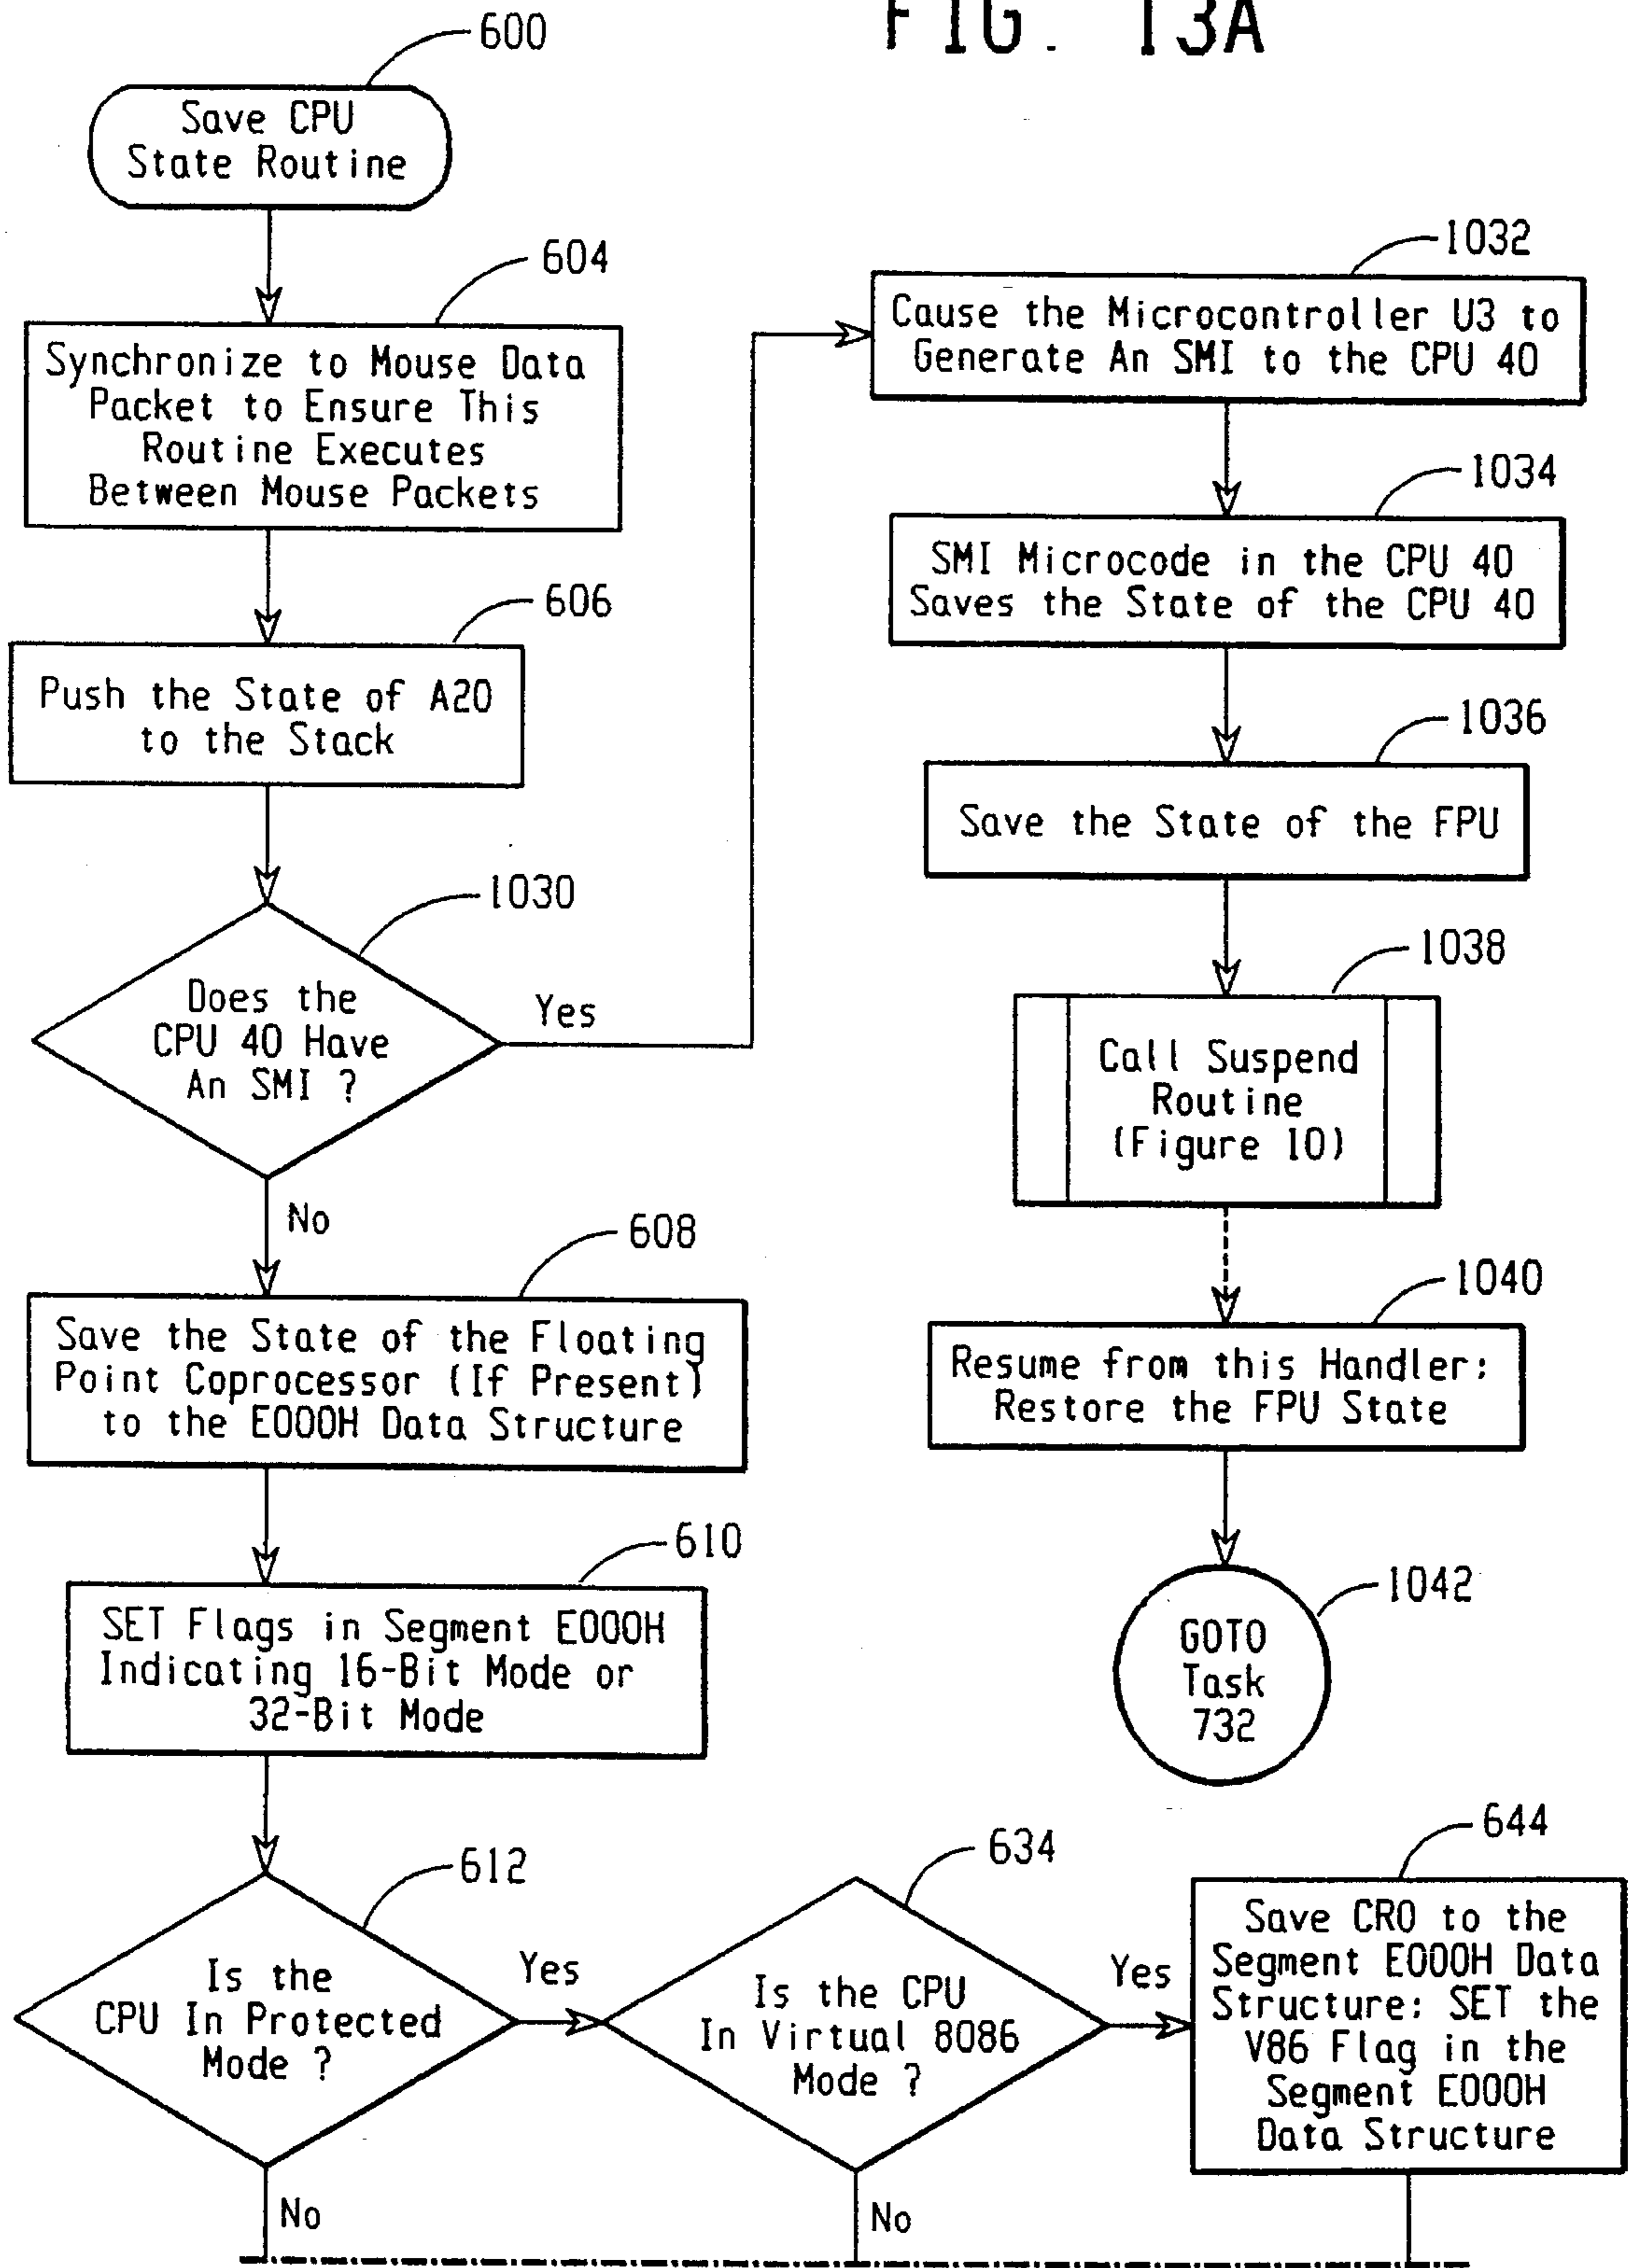 FIG. 13A
600
Save CPU
State Routine
604
Synchronize to Mouse Data
Packet to Ensure This
Routine Executes
Between Mouse Packets
606
Push the State of A20
to the Stack
1030
Does the
CPU 40 Have
An SMI ?
Yes
No
1032
Cause the Microcontroller U3 to
Generate An SMI to the CPU 40
1034
SMI Microcode in the CPU 40
Saves the State of the CPU 40
1036
Save the State of the FPU
1038
Call Suspend
Routine
(Figure 10)
1040
Resume from this Handler;
Restore the FPU State
1042
GOTO
Task
732
608
Save the State of the Floating
Point Coprocessor (If Present)
to the E000H Data Structure
610
SET Flags in Segment E000H
Indicating 16-Bit Mode or
32-Bit Mode
612
Is the
CPU In Protected
Mode ?
Yes
No
634
Is the CPU
In Virtual 8086
Mode ?
Yes
No
644
Save CR0 to the
Segment E000H Data
Structure; SET the
V86 Flag in the
Segment E000H
Data Structure